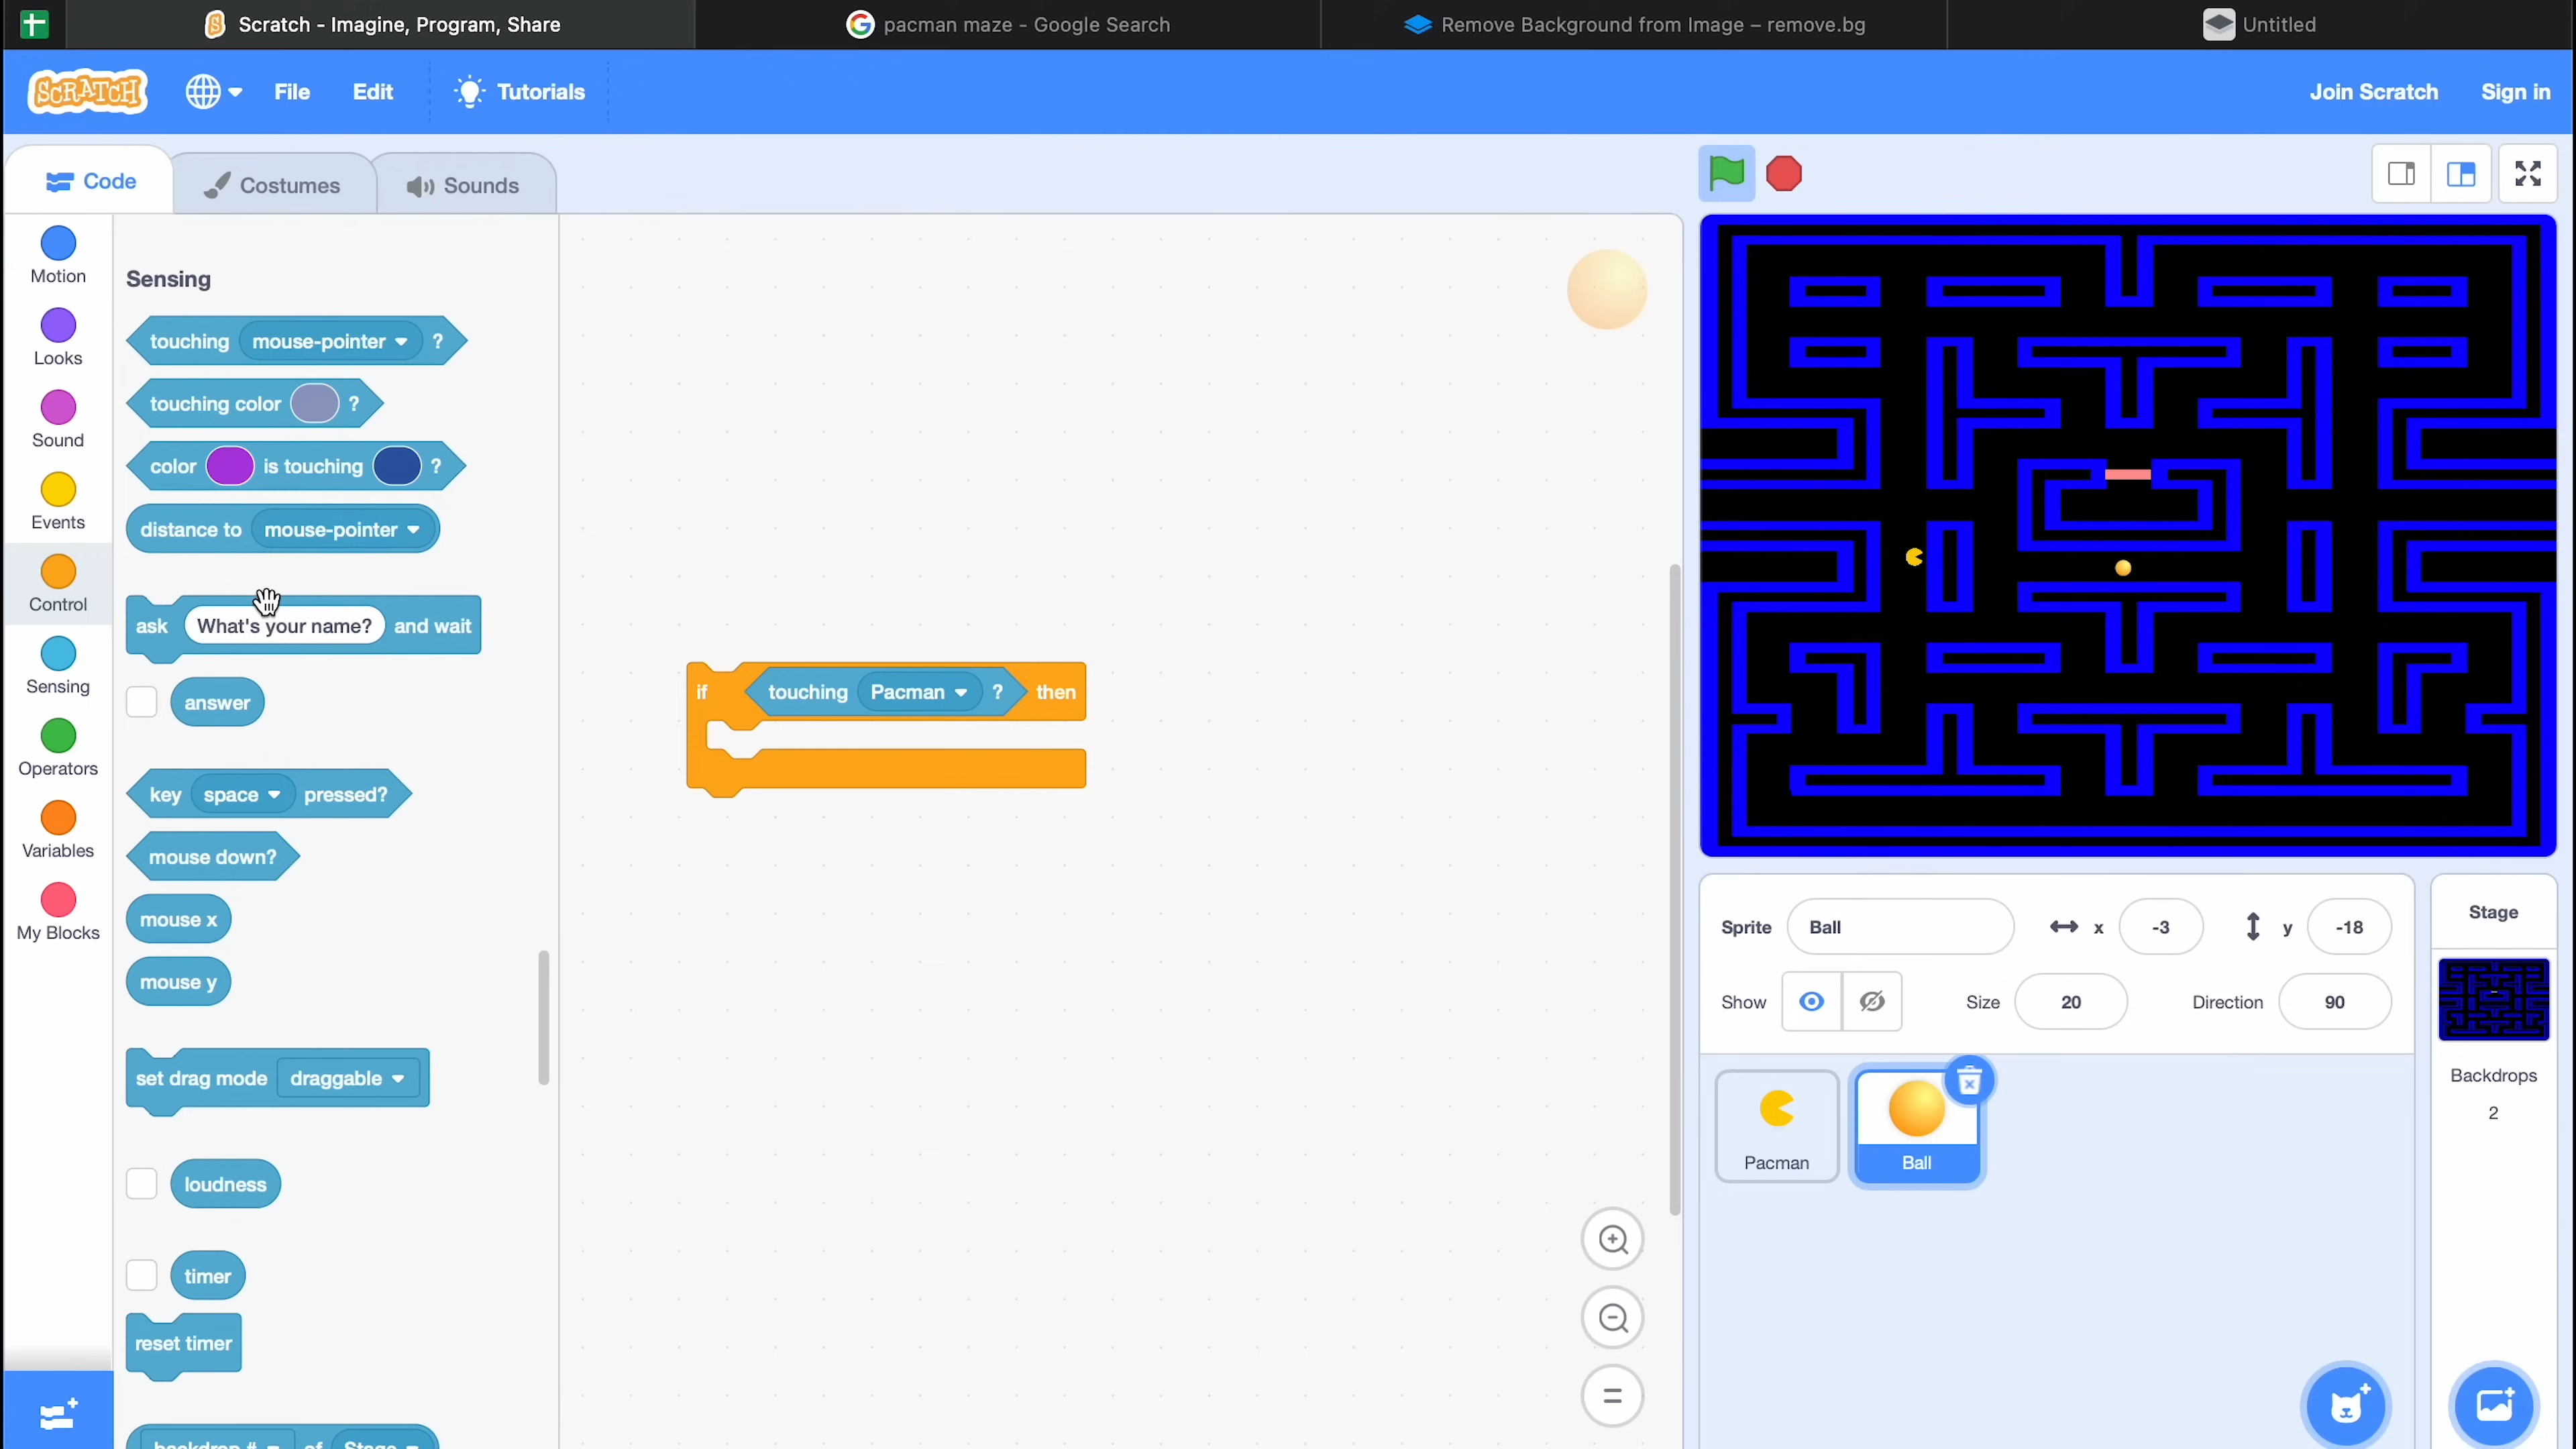 Scratch - Imagine, Program, Share
pacman maze - Google Search
Remove Background from Image – remove.bg
Untitled
SCRATCH
File
Edit
Tutorials
Join Scratch
Sign in
Code
Costumes
Sounds
Motion
Looks
Sound
Events
Control
Sensing
Operators
Variables
My Blocks
Sensing
touching mouse-pointer ?
touching color ?
color is touching ?
distance to mouse-pointer
ask What's your name? and wait
answer
key space pressed?
mouse down?
mouse x
mouse y
set drag mode draggable
loudness
timer
reset timer
backdrop # of Stage
if touching Pacman ? then
Sprite Ball x -3 y -18
Show Size 20 Direction 90
Pacman
Ball
Stage
Backdrops
2